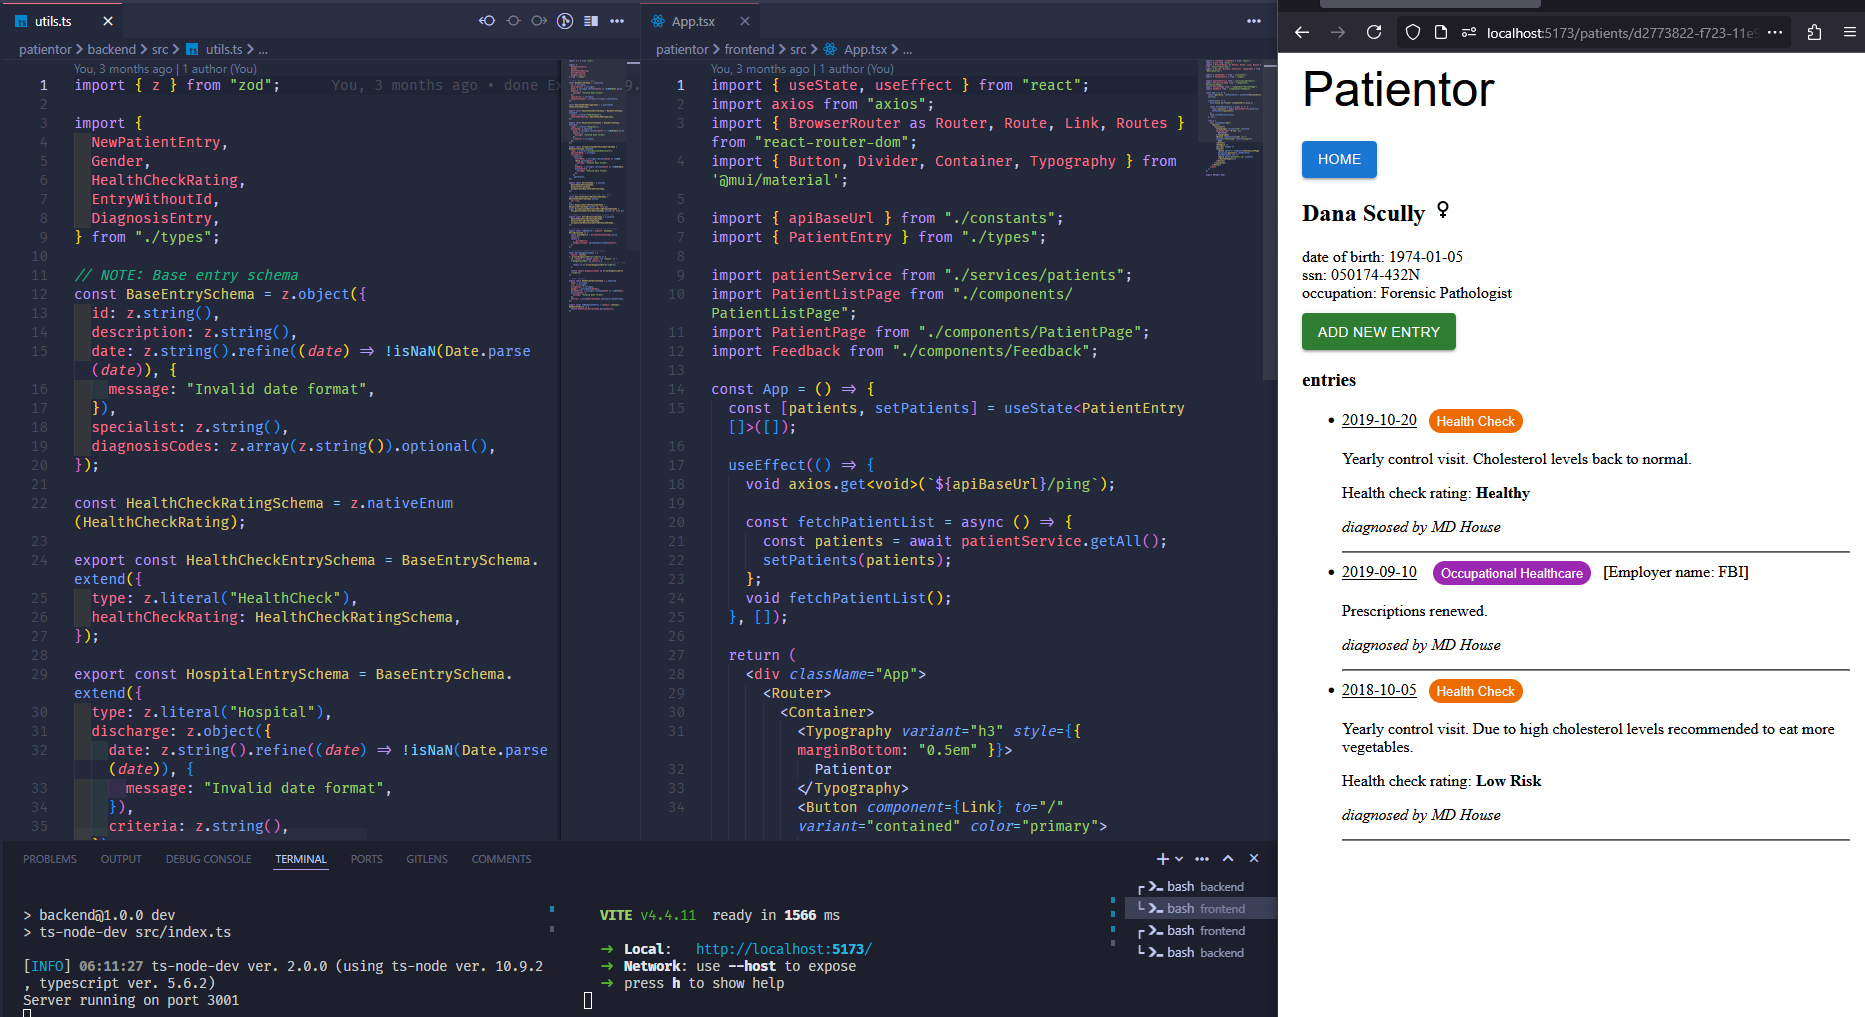 utils.ts
patientor > backend > src > utils.ts > ...
You, 3 months ago | 1 author (You)
1 import { z } from "zod";     You, 3 months ago • done Ex
2
3 import {
4   NewPatientEntry,
5   Gender,
6   HealthCheckRating,
7   EntryWithoutId,
8   DiagnosisEntry,
9 } from "./types";
10
11 // NOTE: Base entry schema
12 const BaseEntrySchema = z.object({
13   id: z.string(),
14   description: z.string(),
15   date: z.string().refine((date) => !isNaN(Date.parse
(date)), {
16     message: "Invalid date format",
17   }),
18   specialist: z.string(),
19   diagnosisCodes: z.array(z.string()).optional(),
20 });
21
22 const HealthCheckRatingSchema = z.nativeEnum
(HealthCheckRating);
23
24 export const HealthCheckEntrySchema = BaseEntrySchema.
extend({
25   type: z.literal("HealthCheck"),
26   healthCheckRating: HealthCheckRatingSchema,
27 });
28
29 export const HospitalEntrySchema = BaseEntrySchema.
extend({
30   type: z.literal("Hospital"),
31   discharge: z.object({
32     date: z.string().refine((date) => !isNaN(Date.parse
(date)), {
33       message: "Invalid date format",
34     }),
35     criteria: z.string(),
App.tsx
patientor > frontend > src > App.tsx > ...
You, 3 months ago | 1 author (You)
1 import { useState, useEffect } from "react";
2 import axios from "axios";
3 import { BrowserRouter as Router, Route, Link, Routes }
from "react-router-dom";
4 import { Button, Divider, Container, Typography } from
'@mui/material';
5
6 import { apiBaseUrl } from "./constants";
7 import { PatientEntry } from "./types";
8
9 import patientService from "./services/patients";
10 import PatientListPage from "./components/
PatientListPage";
11 import PatientPage from "./components/PatientPage";
12 import Feedback from "./components/Feedback";
13
14 const App = () => {
15   const [patients, setPatients] = useState<PatientEntry
[]>([]);
16
17   useEffect(() => {
18     void axios.get<void>(`${apiBaseUrl}/ping`);
19
20     const fetchPatientList = async () => {
21       const patients = await patientService.getAll();
22       setPatients(patients);
23     };
24     void fetchPatientList();
25   }, []);
26
27   return (
28     <div className="App">
29       <Router>
30         <Container>
31           <Typography variant="h3" style={{
marginBottom: "0.5em" }}>
32             Patientor
33           </Typography>
34           <Button component={Link} to="/"
variant="contained" color="primary">
PROBLEMS OUTPUT DEBUG CONSOLE TERMINAL PORTS GITLENS COMMENTS
> backend@1.0.0 dev
> ts-node-dev src/index.ts
[INFO] 06:11:27 ts-node-dev ver. 2.0.0 (using ts-node ver. 10.9.2
, typescript ver. 5.6.2)
Server running on port 3001
VITE v4.4.11  ready in 1566 ms
➜ Local:   http://localhost:5173/
➜ Network: use --host to expose
➜ press h to show help
bash backend
bash frontend
bash frontend
bash backend
localhost:5173/patients/d2773822-f723-11e9
Patientor
HOME
Dana Scully
date of birth: 1974-01-05
ssn: 050174-432N
occupation: Forensic Pathologist
ADD NEW ENTRY
entries
• 2019-10-20 Health Check
Yearly control visit. Cholesterol levels back to normal.
Health check rating: Healthy
diagnosed by MD House
• 2019-09-10 Occupational Healthcare [Employer name: FBI]
Prescriptions renewed.
diagnosed by MD House
• 2018-10-05 Health Check
Yearly control visit. Due to high cholesterol levels recommended to eat more
vegetables.
Health check rating: Low Risk
diagnosed by MD House